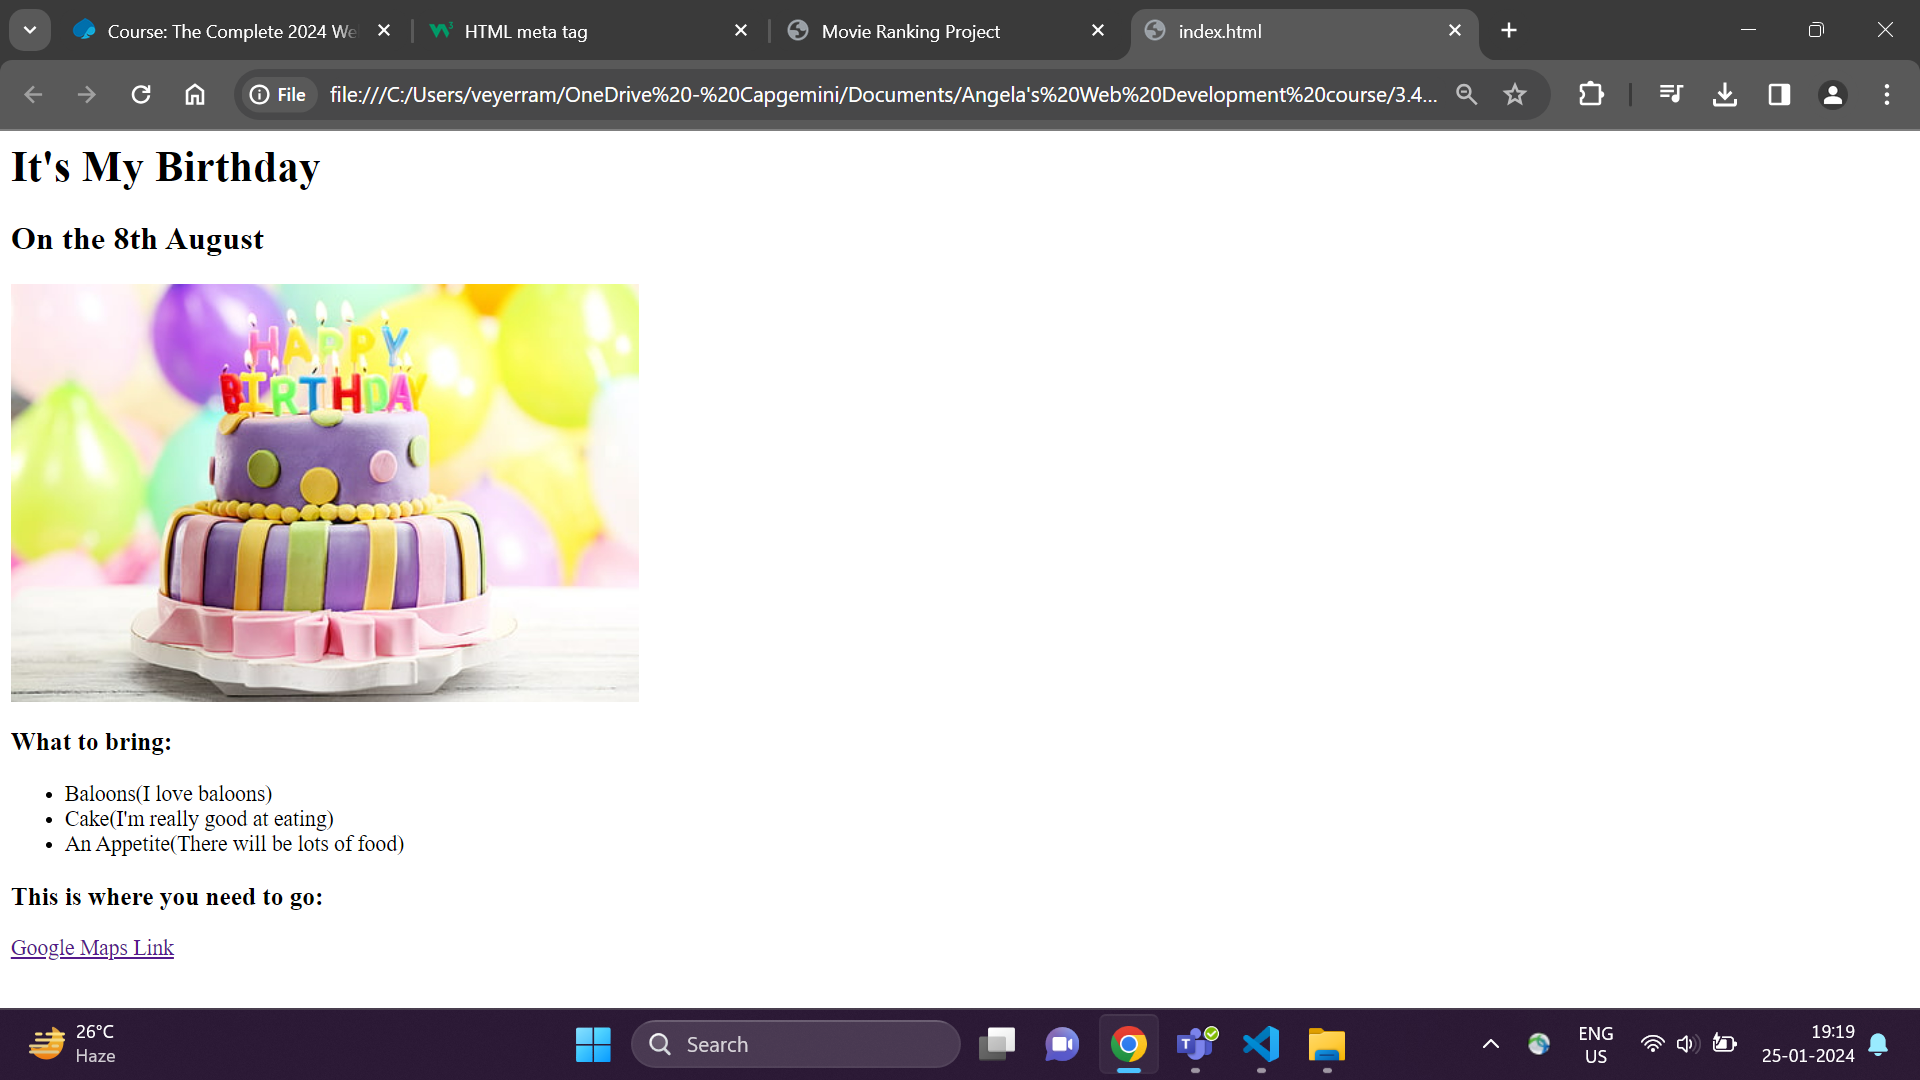 Course: The Complete 2024 We
HTML meta tag
Movie Ranking Project
index.html
File
file:///C:/Users/veyerram/OneDrive%20-%20Capgemini/Documents/Angela's%20Web%20Development%20course/3.4...
It's My Birthday
On the 8th August
HAPPY
BIRTHDAY
What to bring:
Baloons(I love baloons)
Cake(I'm really good at eating)
An Appetite(There will be lots of food)
This is where you need to go:
Google Maps Link
26°C
Haze
Search
ENG
US
19:19
25-01-2024